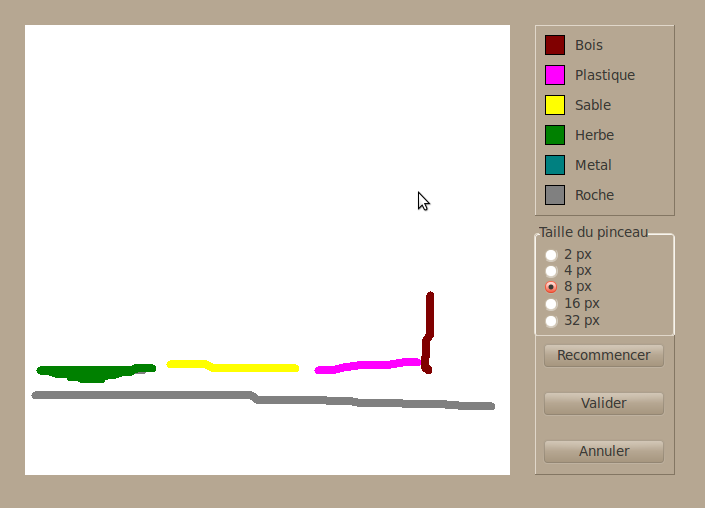 Bois
Plastique
Sable
Herbe
Metal
Roche
Taille du pinceau
2 px
4 px
8 px
16 px
32 px
Recommencer
Valider
Annuler